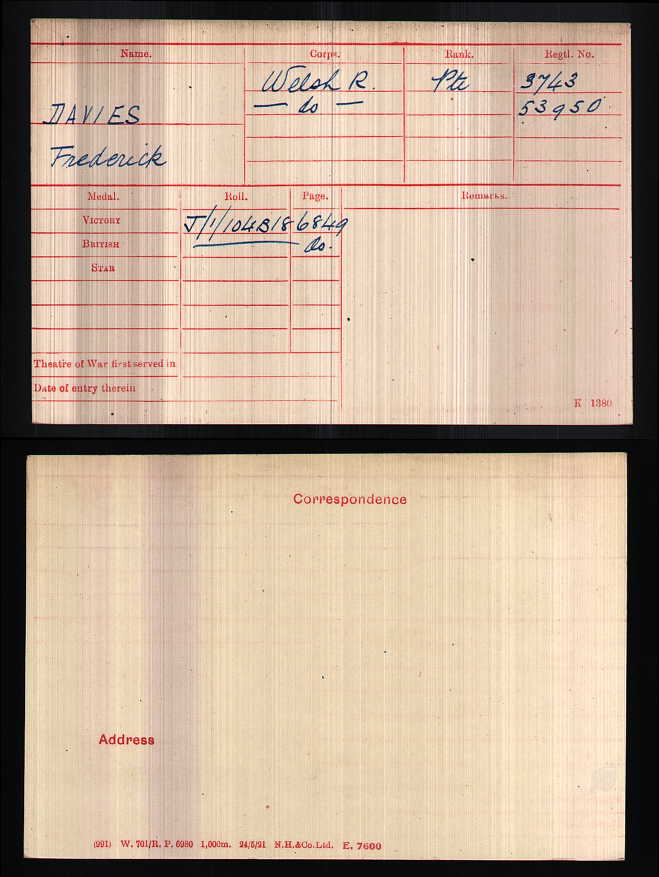 Name. Corps. Rank. Regtl. No.
Welsh R. Pte 3743
— do — 53950
DAVIES
Frederick
Medal. Roll. Page. Remarks.
VICTORY J/1/104B18 6849
BRITISH do.
STAR
Theatre of War first served in
Date of entry therein
K 1380
Correspondence
Address
(991) W. 701/R. P. 6980 1,000m. 24/5/21 N.H.&Co.Ltd. E. 7600